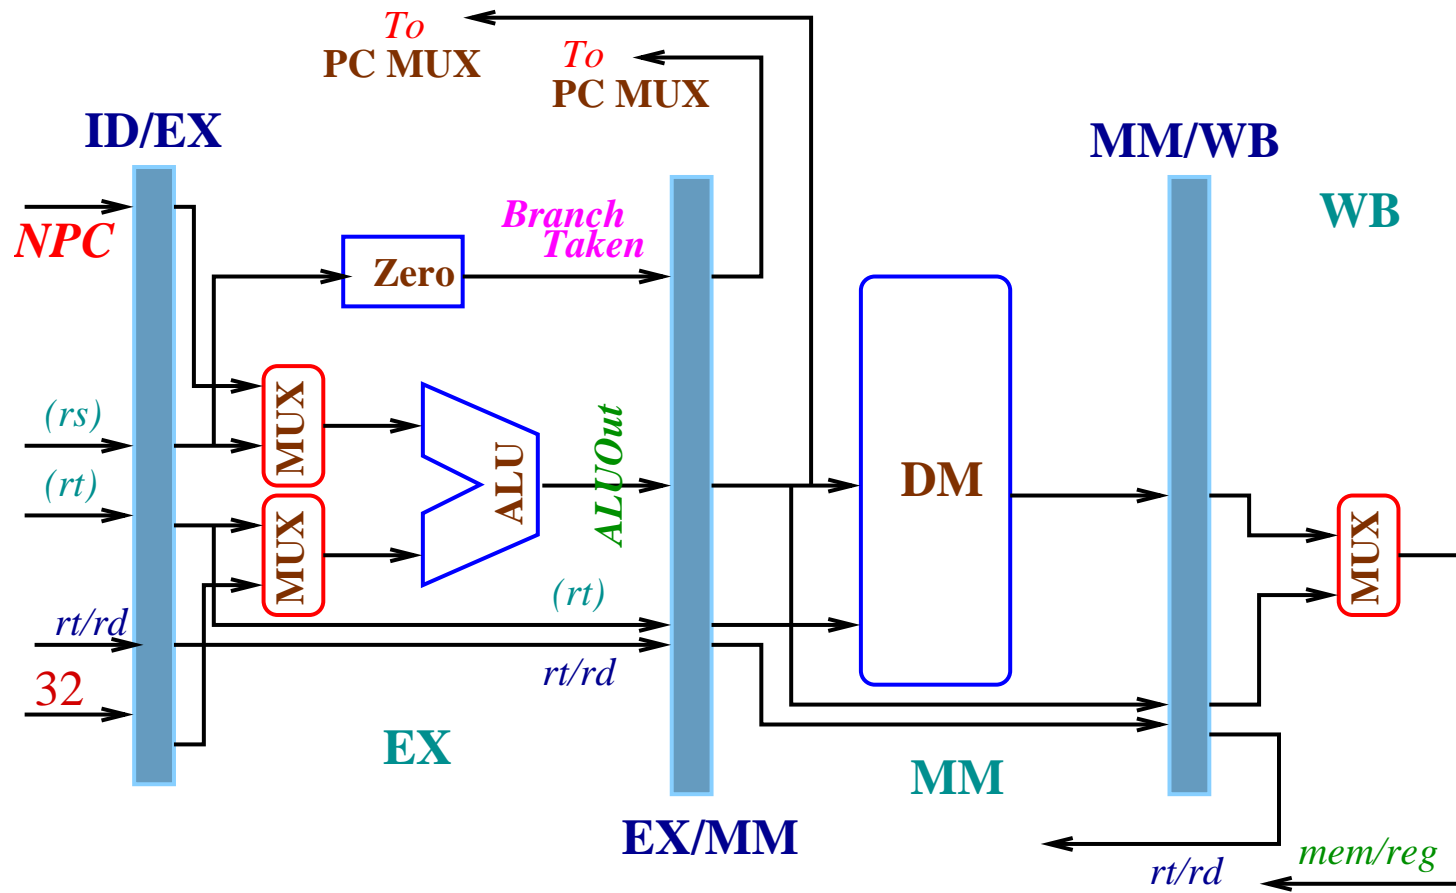 To
PC MUX
To
PC MUX
ID/EX
MM/WB
WB
NPC
Branch
Taken
Zero
(rs)
MUX
ALU
ALUOut
DM
(rt)
MUX
MUX
(rt)
rt/rd
rt/rd
32
EX
MM
EX/MM
rt/rd
mem/reg